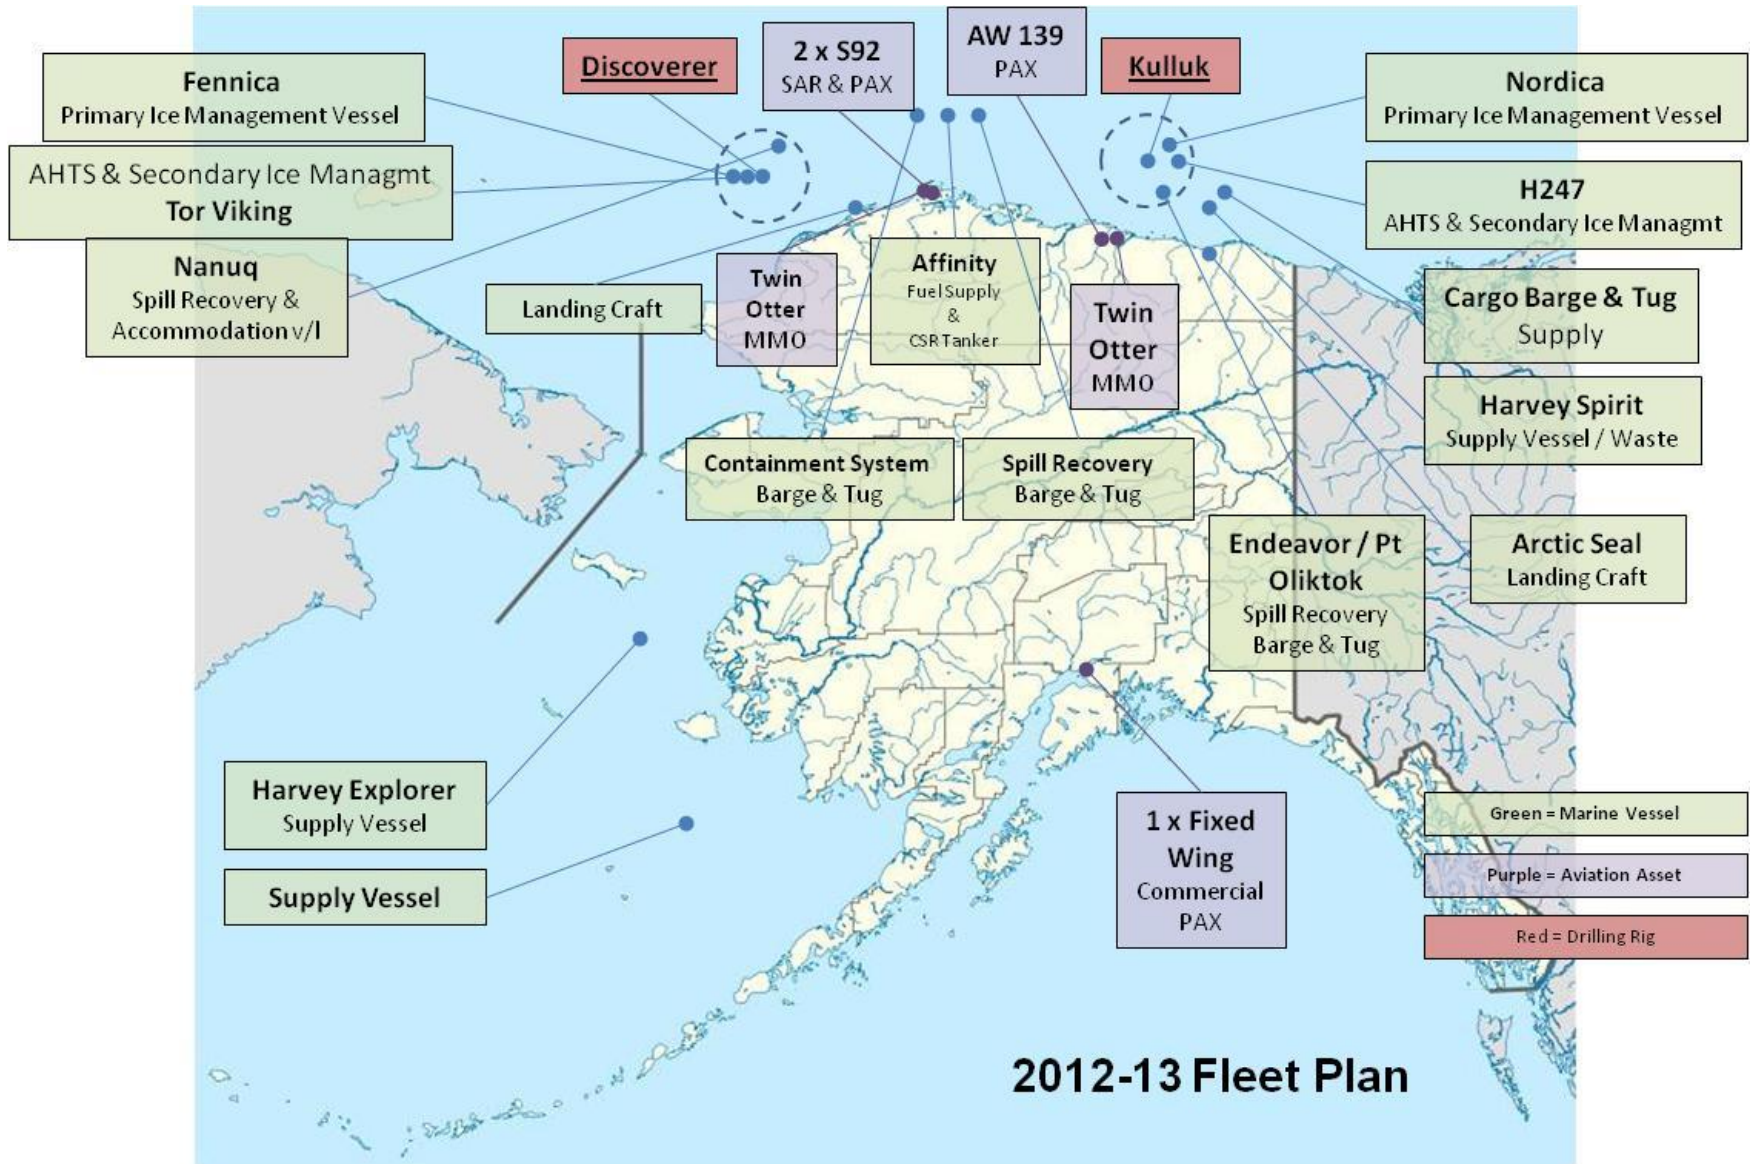 Fennica
Primary Ice Management Vessel
AHTS & Secondary Ice Managmt
Tor Viking
Nanuq
Spill Recovery &
Accommodation v/l
Discoverer
2 x S92
SAR & PAX
AW 139
PAX
Kulluk
Nordica
Primary Ice Management Vessel
H247
AHTS & Secondary Ice Managmt
Cargo Barge & Tug
Supply
Harvey Spirit
Supply Vessel / Waste
Arctic Seal
Landing Craft
Landing Craft
Twin
Otter
MMO
Affinity
Fuel Supply
&
CSR Tanker
Twin
Otter
MMO
Containment System
Barge & Tug
Spill Recovery
Barge & Tug
Endeavor / Pt
Oliktok
Spill Recovery
Barge & Tug
Harvey Explorer
Supply Vessel
Supply Vessel
1 x Fixed
Wing
Commercial
PAX
Green = Marine Vessel
Purple = Aviation Asset
Red = Drilling Rig
2012-13 Fleet Plan